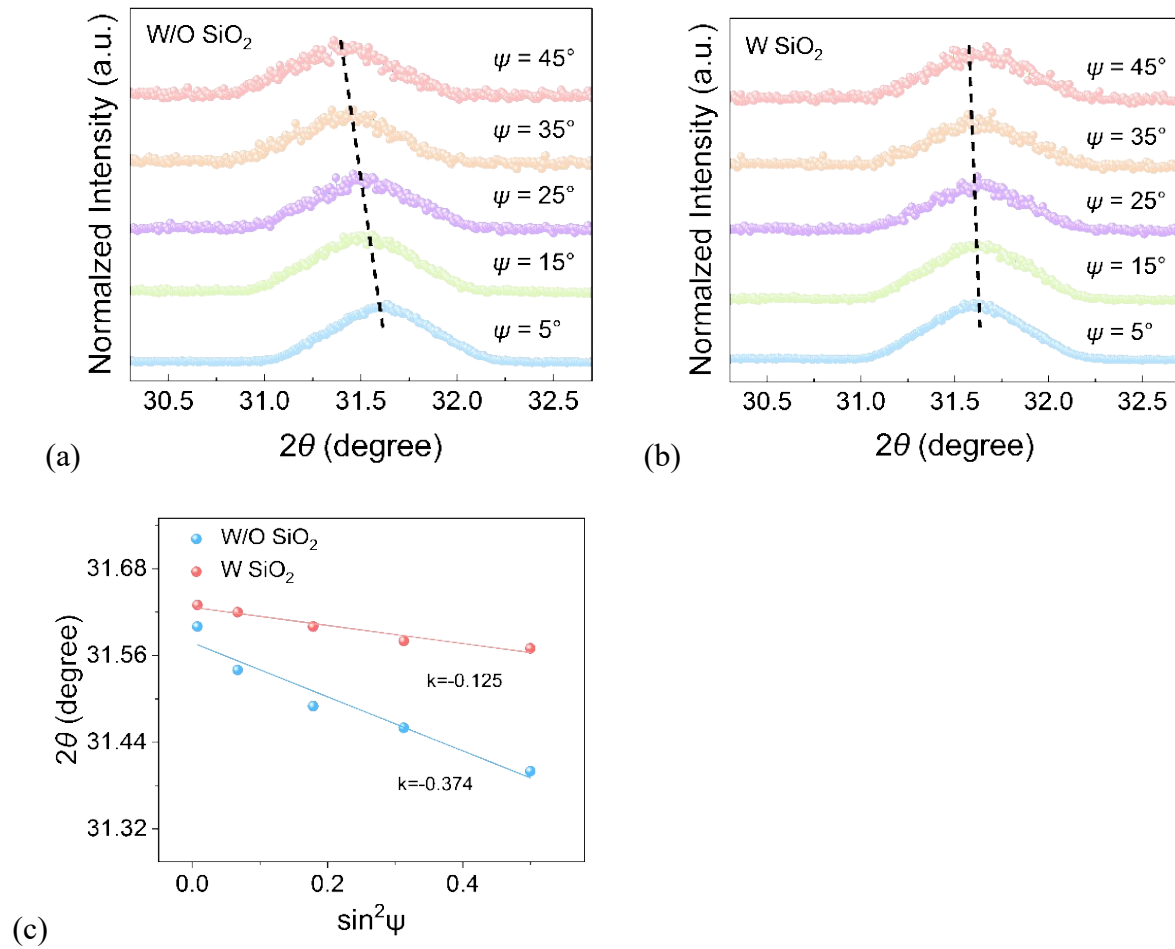 W/O SiO₂
ψ = 45°
ψ = 35°
ψ = 25°
ψ = 15°
ψ = 5°
Normalzed Intensity (a.u.)
30.5 31.0 31.5 32.0 32.5
2θ (degree)
(a)
W SiO₂
ψ = 45°
ψ = 35°
ψ = 25°
ψ = 15°
ψ = 5°
Normalzed Intensity (a.u.)
30.5 31.0 31.5 32.0 32.5
2θ (degree)
(b)
W/O SiO₂
W SiO₂
31.68
31.56
31.44
31.32
2θ (degree)
k=-0.125
k=-0.374
0.0 0.2 0.4
sin²ψ
(c)